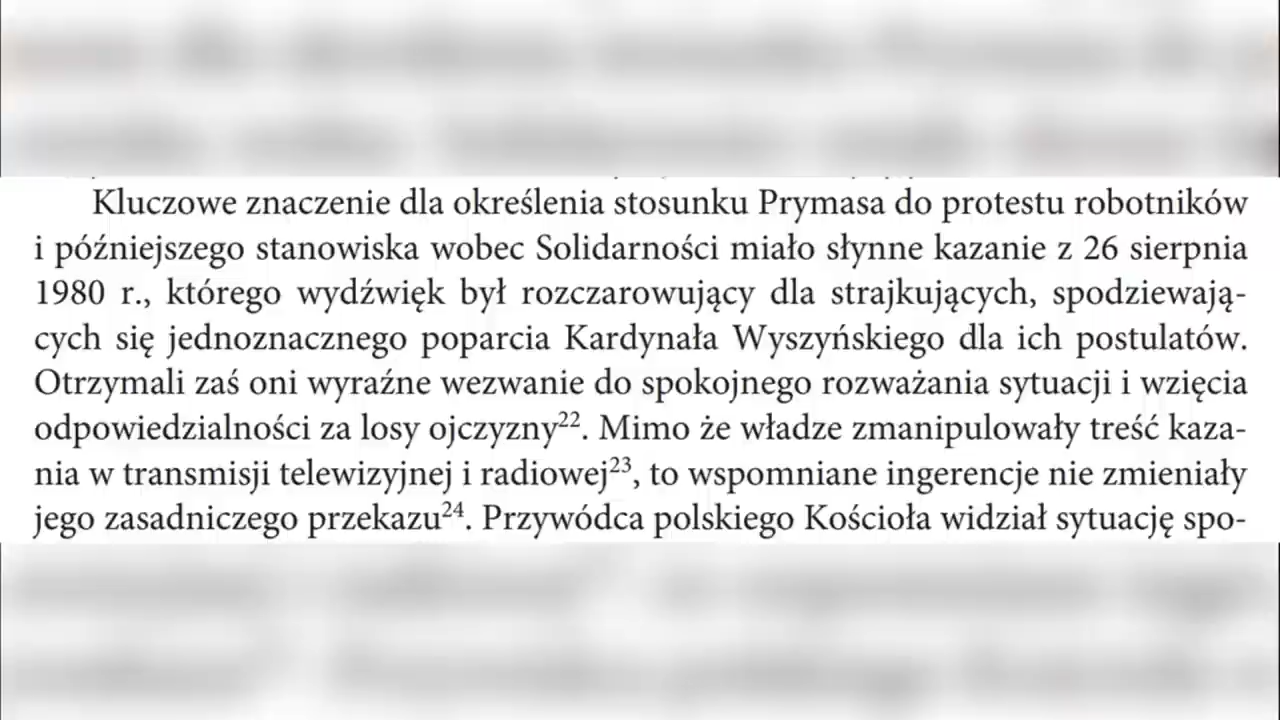 Kluczowe znaczenie dla określenia stosunku Prymasa do protestu robotników
i późniejszego stanowiska wobec Solidarności miało słynne kazanie z 26 sierpnia
1980 r., którego wydźwięk był rozczarowujący dla strajkujących, spodziewają-
cych się jednoznacznego poparcia Kardynała Wyszyńskiego dla ich postulatów.
Otrzymali zaś oni wyraźne wezwanie do spokojnego rozważania sytuacji i wzięcia
odpowiedzialności za losy ojczyzny²². Mimo że władze zmanipulowały treść kaza-
nia w transmisji telewizyjnej i radiowej²³, to wspomniane ingerencje nie zmieniały
jego zasadniczego przekazu²⁴. Przywódca polskiego Kościoła widział sytuację spo-